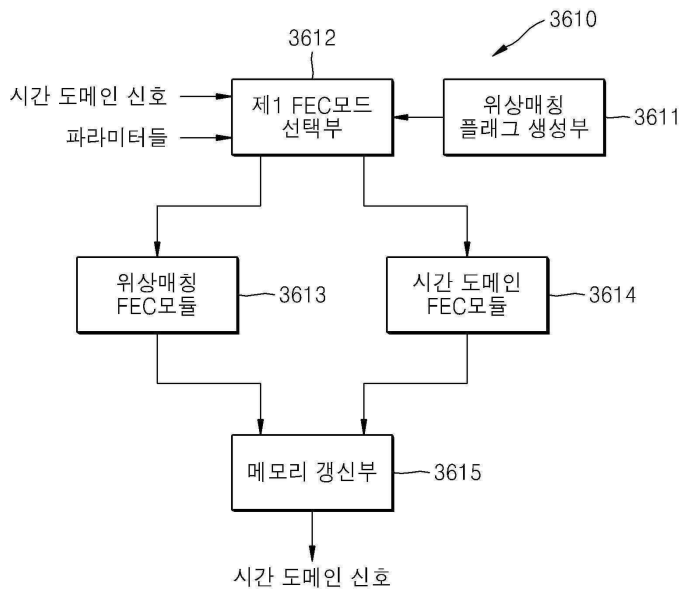 3612
3610
시간 도메인 신호
파라미터들
제1 FEC모드
선택부
위상매칭
플래그 생성부
3611
위상매칭
FEC모듈
3613
시간 도메인
FEC모듈
3614
메모리 갱신부
3615
시간 도메인 신호